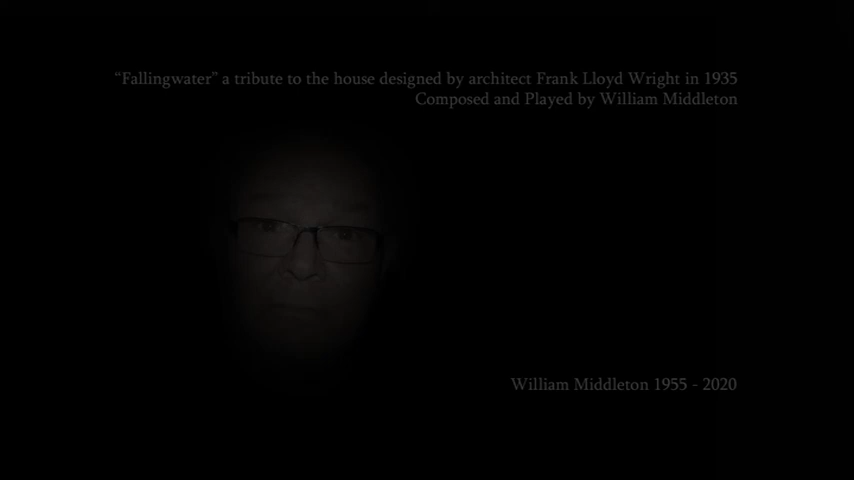 “Fallingwater” a tribute to the house designed by architect Frank Lloyd Wright in 1935
Composed and Played by William Middleton
William Middleton 1955 - 2020